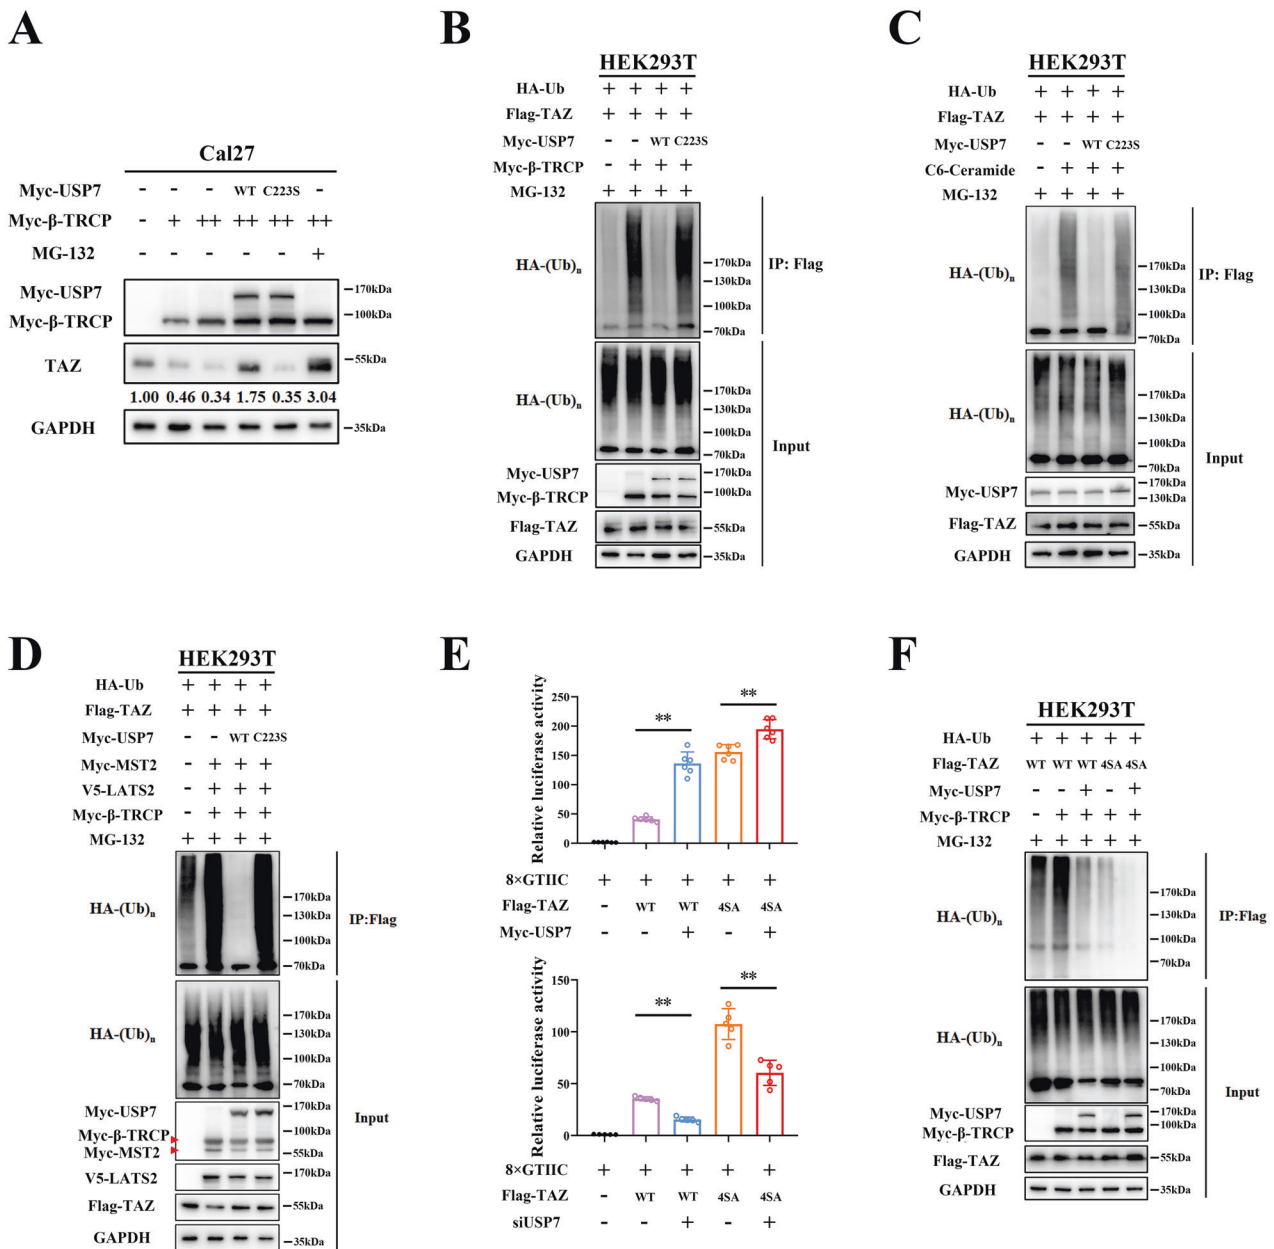 A
Cal27
Myc-USP7 - - - WT C223S -
Myc-β-TRCP - + ++ ++ ++ ++
MG-132 - - - - - +
Myc-USP7
Myc-β-TRCP
170kDa
100kDa
TAZ
55kDa
1.00 0.46 0.34 1.75 0.35 3.04
GAPDH
35kDa
B
HEK293T
HA-Ub + + + +
Flag-TAZ + + + +
Myc-USP7 - - WT C223S
Myc-β-TRCP - + + +
MG-132 + + + +
HA-(Ub)n
170kDa
130kDa
100kDa
70kDa
IP: Flag
HA-(Ub)n
170kDa
130kDa
100kDa
70kDa
Myc-USP7
Myc-β-TRCP
170kDa
100kDa
Flag-TAZ
55kDa
GAPDH
35kDa
Input
C
HEK293T
HA-Ub + + + +
Flag-TAZ + + + +
Myc-USP7 - - WT C223S
C6-Ceramide - + + +
MG-132 + + + +
HA-(Ub)n
170kDa
130kDa
100kDa
70kDa
IP: Flag
HA-(Ub)n
170kDa
130kDa
100kDa
70kDa
Myc-USP7
170kDa
130kDa
Flag-TAZ
55kDa
GAPDH
35kDa
Input
D
HEK293T
HA-Ub + + + +
Flag-TAZ + + + +
Myc-USP7 - - WT C223S
Myc-MST2 - + + +
V5-LATS2 - + + +
Myc-β-TRCP - + + +
MG-132 + + + +
HA-(Ub)n
170kDa
130kDa
100kDa
70kDa
IP:Flag
HA-(Ub)n
170kDa
130kDa
100kDa
70kDa
Myc-USP7
Myc-β-TRCP
Myc-MST2
170kDa
100kDa
55kDa
V5-LATS2
170kDa
Flag-TAZ
55kDa
GAPDH
35kDa
Input
E
Relative luciferase activity
250
200
150
100
50
0
**
**
8×GTIIC + + + + +
Flag-TAZ - WT WT 4SA 4SA
Myc-USP7 - - + - +
Relative luciferase activity
150
100
50
0
**
**
8×GTIIC + + + + +
Flag-TAZ - WT WT 4SA 4SA
siUSP7 - - + - +
F
HEK293T
HA-Ub + + + + +
Flag-TAZ WT WT WT 4SA 4SA
Myc-USP7 - - + - +
Myc-β-TRCP - + + + +
MG-132 + + + + +
HA-(Ub)n
170kDa
130kDa
100kDa
70kDa
IP:Flag
HA-(Ub)n
170kDa
130kDa
100kDa
70kDa
Myc-USP7
Myc-β-TRCP
170kDa
100kDa
Flag-TAZ
55kDa
GAPDH
35kDa
Input